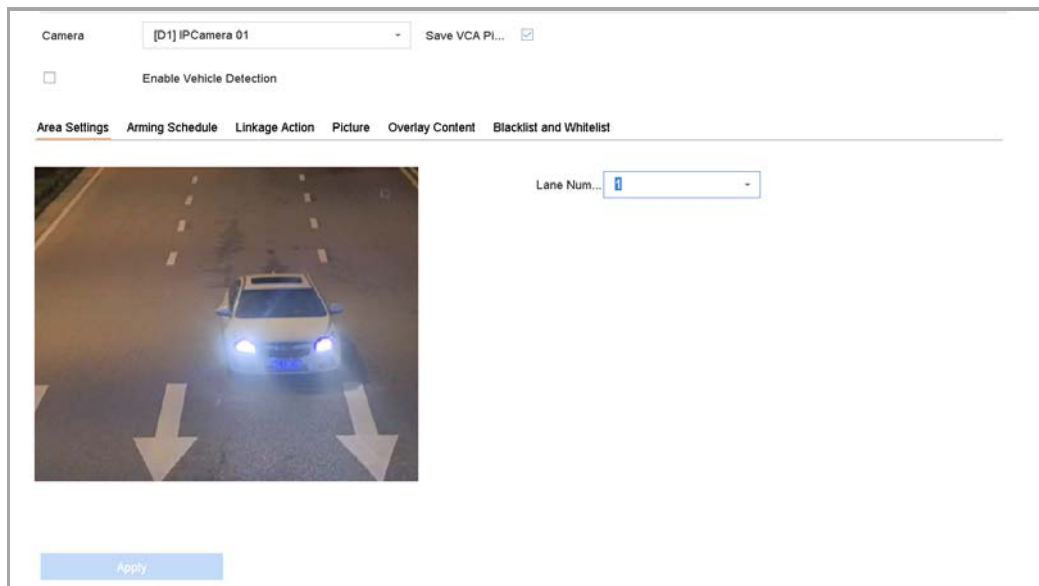 Camera [D1] IPCamera 01 Save VCA Pi...
Enable Vehicle Detection
Area Settings Arming Schedule Linkage Action Picture Overlay Content Blacklist and Whitelist
Lane Num... 1
Apply